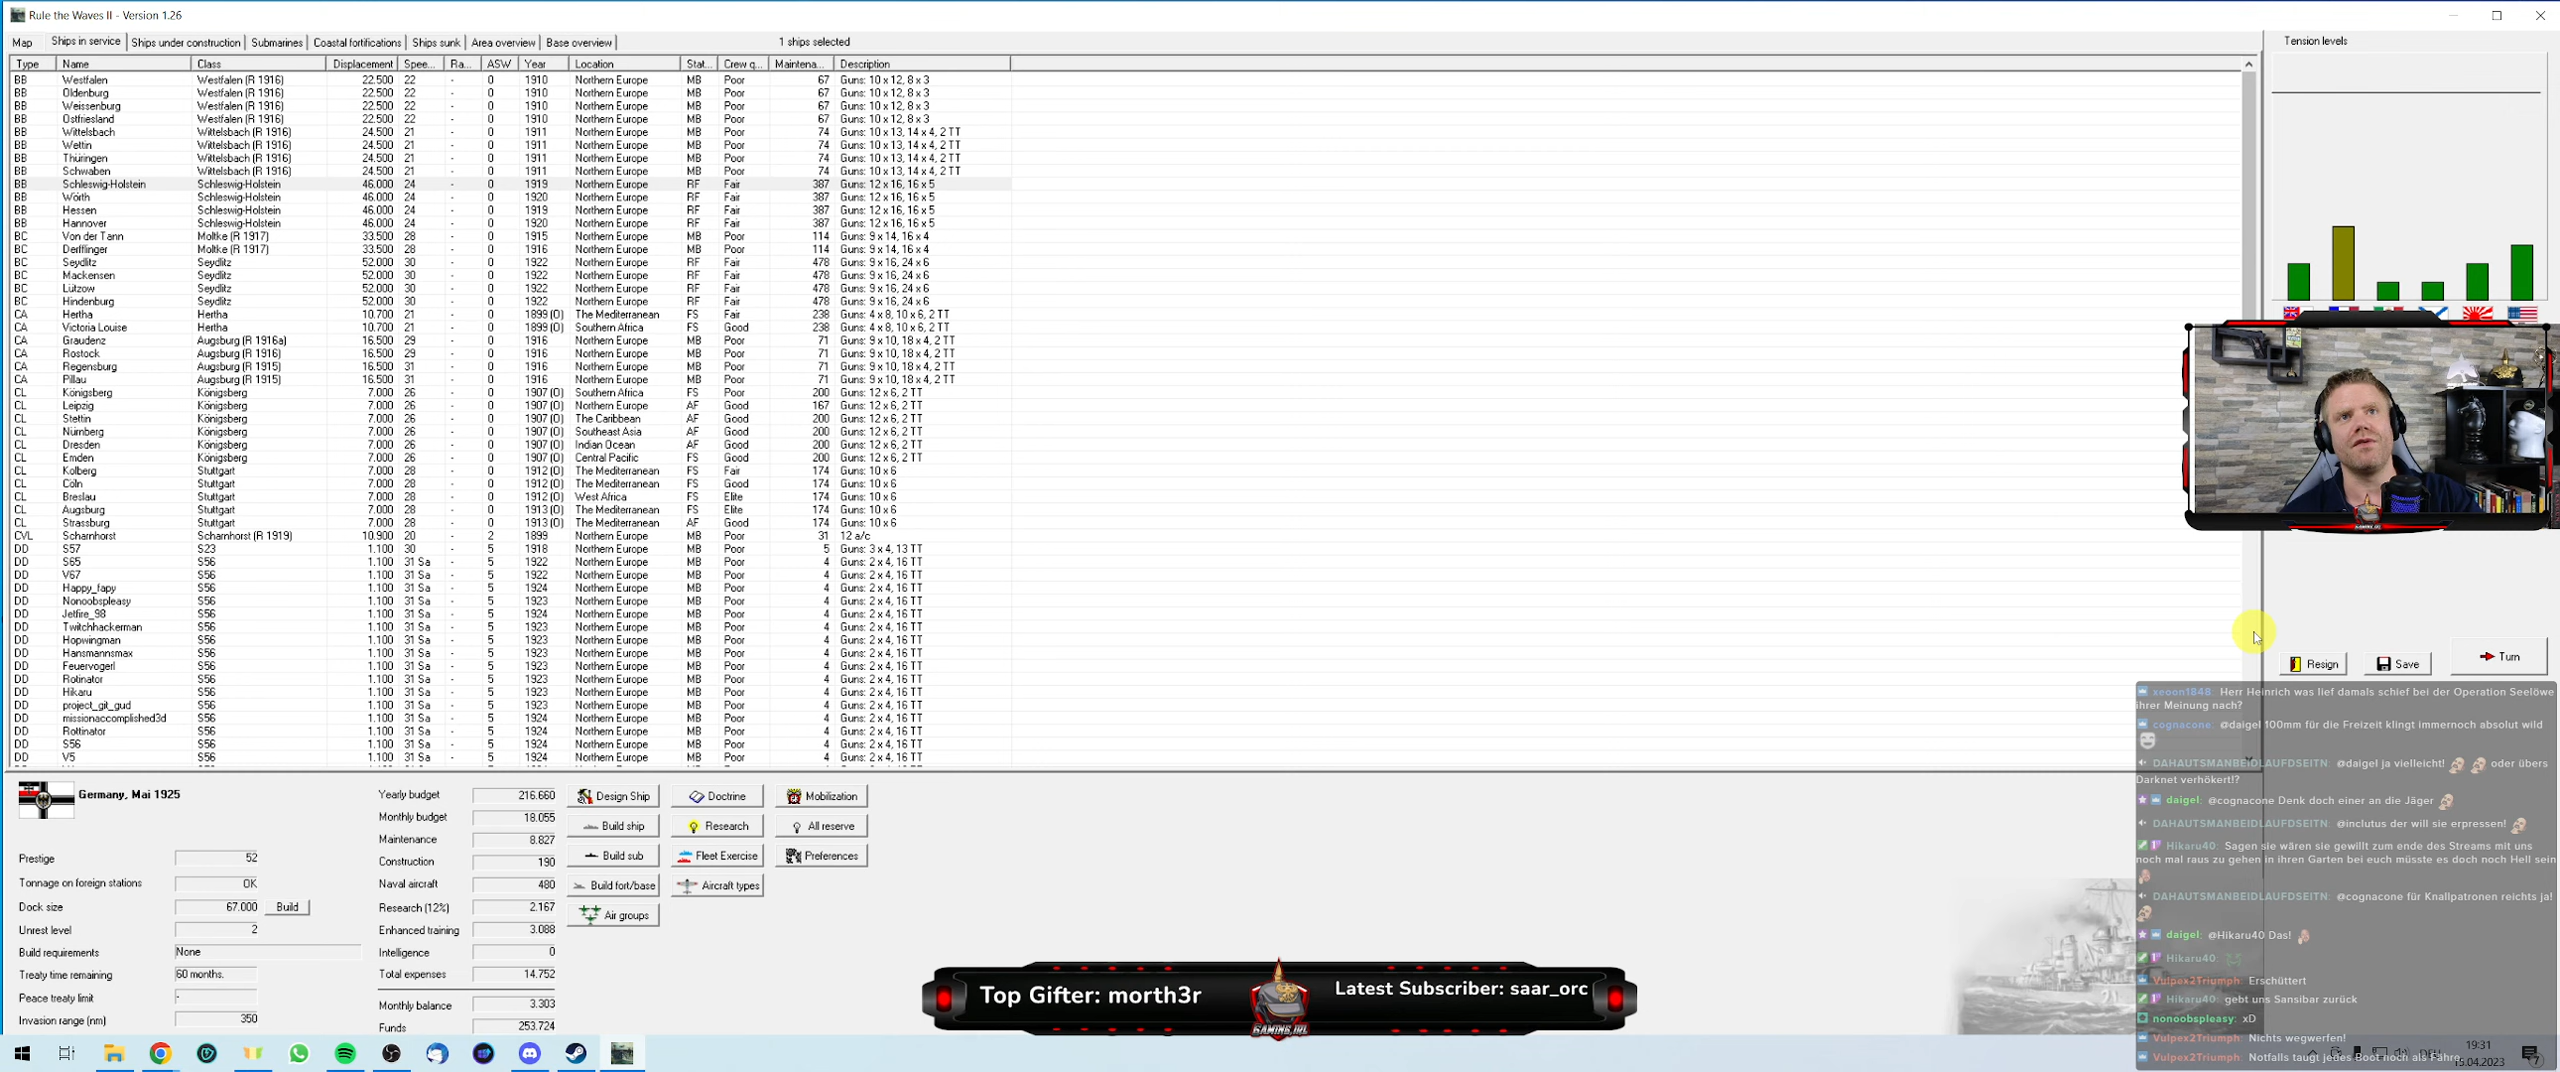 Rule the Waves II - Version 1.26
Map Ships in service Ships under construction Submarines Coastal fortifications Ships sunk Area overview Base overview 1 ships selected Tension levels
Type Name Class Displacement Spee... Ra... ASW Year Location Stat... Crew q... Maintena... Description
BB Westfalen Westfalen (R 1916) 22.500 22 - 0 1910 Northern Europe MB Poor 67 Guns: 10 x 12, 8 x 3
BB Oldenburg Westfalen (R 1916) 22.500 22 - 0 1910 Northern Europe MB Poor 67 Guns: 10 x 12, 8 x 3
BB Weissenburg Westfalen (R 1916) 22.500 22 - 0 1910 Northern Europe MB Poor 67 Guns: 10 x 12, 8 x 3
BB Ostfriesland Westfalen (R 1916) 22.500 22 - 0 1910 Northern Europe MB Poor 67 Guns: 10 x 12, 8 x 3
BB Wittelsbach Wittelsbach (R 1916) 24.500 21 - 0 1911 Northern Europe MB Poor 74 Guns: 10 x 13, 14 x 4, 2 TT
BB Wettin Wittelsbach (R 1916) 24.500 21 - 0 1911 Northern Europe MB Poor 74 Guns: 10 x 13, 14 x 4, 2 TT
BB Thüringen Wittelsbach (R 1916) 24.500 21 - 0 1911 Northern Europe MB Poor 74 Guns: 10 x 13, 14 x 4, 2 TT
BB Schwaben Wittelsbach (R 1916) 24.500 21 - 0 1911 Northern Europe MB Poor 74 Guns: 10 x 13, 14 x 4, 2 TT
BB Schleswig-Holstein Schleswig-Holstein 46.000 24 - 0 1919 Northern Europe RF Fair 387 Guns: 12 x 16, 16 x 5
BB Wörth Schleswig-Holstein 46.000 24 - 0 1920 Northern Europe RF Fair 387 Guns: 12 x 16, 16 x 5
BB Hessen Schleswig-Holstein 46.000 24 - 0 1919 Northern Europe RF Fair 387 Guns: 12 x 16, 16 x 5
BB Hannover Schleswig-Holstein 46.000 24 - 0 1920 Northern Europe RF Fair 387 Guns: 12 x 16, 16 x 5
BC Von der Tann Moltke (R 1917) 33.500 28 - 0 1915 Northern Europe MB Poor 114 Guns: 9 x 14, 16 x 4
BC Derfflinger Moltke (R 1917) 33.500 28 - 0 1916 Northern Europe MB Poor 114 Guns: 9 x 14, 16 x 4
BC Seydlitz Seydlitz 52.000 30 - 0 1922 Northern Europe RF Fair 478 Guns: 9 x 16, 24 x 6
BC Mackensen Seydlitz 52.000 30 - 0 1922 Northern Europe RF Fair 478 Guns: 9 x 16, 24 x 6
BC Lützow Seydlitz 52.000 30 - 0 1922 Northern Europe RF Fair 478 Guns: 9 x 16, 24 x 6
BC Hindenburg Seydlitz 52.000 30 - 0 1922 Northern Europe RF Fair 478 Guns: 9 x 16, 24 x 6
CA Hertha Hertha 10.700 21 - 0 1899 (O) The Mediterranean FS Fair 238 Guns: 4 x 8, 10 x 6, 2 TT
CA Victoria Louise Hertha 10.700 21 - 0 1899 (O) Southern Africa FS Good 238 Guns: 4 x 8, 10 x 6, 2 TT
CA Graudenz Augsburg (R 1916a) 16.500 29 - 0 1916 Northern Europe MB Poor 71 Guns: 9 x 10, 18 x 4, 2 TT
CA Rostock Augsburg (R 1916) 16.500 29 - 0 1916 Northern Europe MB Poor 71 Guns: 9 x 10, 18 x 4, 2 TT
CA Regensburg Augsburg (R 1915) 16.500 31 - 0 1916 Northern Europe MB Poor 71 Guns: 9 x 10, 18 x 4, 2 TT
CA Pillau Augsburg (R 1915) 16.500 31 - 0 1916 Northern Europe MB Poor 71 Guns: 9 x 10, 18 x 4, 2 TT
CL Königsberg Königsberg 7.000 26 - 0 1907 (O) Southern Africa FS Poor 200 Guns: 12 x 6, 2 TT
CL Leipzig Königsberg 7.000 26 - 0 1907 (O) Northern Europe AF Good 167 Guns: 12 x 6, 2 TT
CL Stettin Königsberg 7.000 26 - 0 1907 (O) The Caribbean AF Good 200 Guns: 12 x 6, 2 TT
CL Nürnberg Königsberg 7.000 26 - 0 1907 (O) Southeast Asia AF Good 200 Guns: 12 x 6, 2 TT
CL Dresden Königsberg 7.000 26 - 0 1907 (O) Indian Ocean AF Good 200 Guns: 12 x 6, 2 TT
CL Emden Königsberg 7.000 26 - 0 1907 (O) Central Pacific FS Good 200 Guns: 12 x 6, 2 TT
CL Kolberg Stuttgart 7.000 28 - 0 1912 (O) The Mediterranean FS Fair 174 Guns: 10 x 6
CL Cöln Stuttgart 7.000 28 - 0 1912 (O) The Mediterranean FS Good 174 Guns: 10 x 6
CL Breslau Stuttgart 7.000 28 - 0 1912 (O) West Africa FS Elite 174 Guns: 10 x 6
CL Augsburg Stuttgart 7.000 28 - 0 1913 (O) The Mediterranean FS Elite 174 Guns: 10 x 6
CL Strassburg Stuttgart 7.000 28 - 0 1913 (O) The Mediterranean AF Good 174 Guns: 10 x 6
CVL Scharnhorst Scharnhorst (R 1919) 10.900 20 - 2 1899 Northern Europe MB Poor 31 12 a/c
DD S57 S23 1.100 30 - 5 1918 Northern Europe MB Poor 5 Guns: 3 x 4, 13 TT
DD S65 S56 1.100 31 Sa - 5 1922 Northern Europe MB Poor 4 Guns: 2 x 4, 16 TT
DD V67 S56 1.100 31 Sa - 5 1922 Northern Europe MB Poor 4 Guns: 2 x 4, 16 TT
DD Happy_fapy S56 1.100 31 Sa - 5 1924 Northern Europe MB Poor 4 Guns: 2 x 4, 16 TT
DD Nonoobspleasy S56 1.100 31 Sa - 5 1923 Northern Europe MB Poor 4 Guns: 2 x 4, 16 TT
DD Jetfire_98 S56 1.100 31 Sa - 5 1924 Northern Europe MB Poor 4 Guns: 2 x 4, 16 TT
DD Twitchhackerman S56 1.100 31 Sa - 5 1923 Northern Europe MB Poor 4 Guns: 2 x 4, 16 TT
DD Hopwingman S56 1.100 31 Sa - 5 1923 Northern Europe MB Poor 4 Guns: 2 x 4, 16 TT
DD Hansmannsmax S56 1.100 31 Sa - 5 1923 Northern Europe MB Poor 4 Guns: 2 x 4, 16 TT
DD Feuervogerl S56 1.100 31 Sa - 5 1923 Northern Europe MB Poor 4 Guns: 2 x 4, 16 TT
DD Rotinator S56 1.100 31 Sa - 5 1923 Northern Europe MB Poor 4 Guns: 2 x 4, 16 TT
DD Hikaru S56 1.100 31 Sa - 5 1923 Northern Europe MB Poor 4 Guns: 2 x 4, 16 TT
DD project_git_gud S56 1.100 31 Sa - 5 1923 Northern Europe MB Poor 4 Guns: 2 x 4, 16 TT
DD missionaccomplished3d S56 1.100 31 Sa - 5 1924 Northern Europe MB Poor 4 Guns: 2 x 4, 16 TT
DD Rottinator S56 1.100 31 Sa - 5 1924 Northern Europe MB Poor 4 Guns: 2 x 4, 16 TT
DD S56 S56 1.100 31 Sa - 5 1924 Northern Europe MB Poor 4 Guns: 2 x 4, 16 TT
DD V5 S56 1.100 31 Sa - 5 1924 Northern Europe MB Poor 4 Guns: 2 x 4, 16 TT
Resign Save Turn
Germany, Mai 1925
Prestige 52
Tonnage on foreign stations OK
Dock size 67.000 Build
Unrest level 2
Build requirements None
Treaty time remaining 60 months.
Peace treaty limit -
Invasion range (nm) 350
Yearly budget 216.660
Monthly budget 18.055
Maintenance 8.827
Construction 190
Naval aircraft 480
Research (12%) 2.167
Enhanced training 3.088
Intelligence 0
Total expenses 14.752
Monthly balance 3.303
Funds 253.724
Design Ship Doctrine Mobilization
Build ship Research All reserve
Build sub Fleet Exercise Preferences
Build fort/base Aircraft types
Air groups
Top Gifter: morth3r
GAMING_IRL
Latest Subscriber: saar_orc
xeoon1848: Herr Heinrich was lief damals schief bei der Operation Seelöwe
ihrer Meinung nach?
cognacone: @daigel 100mm für die Freizeit klingt immernoch absolut wild
DAHAUTSMANBEIDLAUFDSEITN: @daigel ja vielleicht! oder übers
Darknet verhökert!?
daigel: @cognacone Denk doch einer an die Jäger
DAHAUTSMANBEIDLAUFDSEITN: @inclutus der will sie erpressen!
Hikaru40: Sagen sie wären sie gewillt zum ende des Streams mit uns
noch mal raus zu gehen in ihren Garten bei euch müsste es doch noch Hell sein
DAHAUTSMANBEIDLAUFDSEITN: @cognacone für Knallpatronen reichts ja!
daigel: @Hikaru40 Das!
Hikaru40:
Vulpex2Triumph: Erschüttert
Hikaru40: gebt uns Sansibar zurück
nonoobspleasy: xD
Vulpex2Triumph: Nichts wegwerfen!
Vulpex2Triumph: Notfalls taugt jedes Boot noch als Fähre.
DEU
19:31
15.04.2023
7